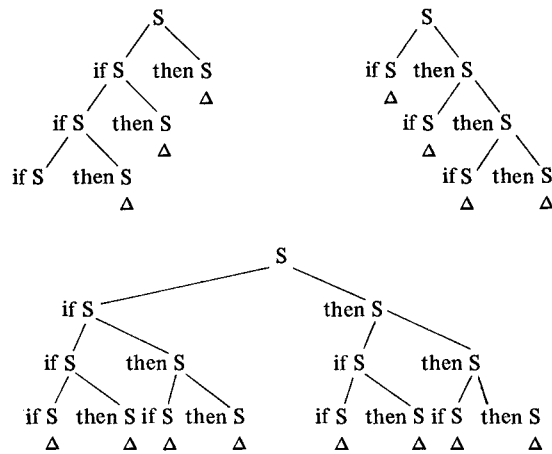 S S
if S then S if S then S
Δ Δ
if S then S if S then S
Δ Δ
if S then S if S then S
Δ Δ Δ
S
if S then S
if S then S if S then S
if S then S if S then S if S then S if S then S
Δ Δ Δ Δ Δ Δ Δ Δ